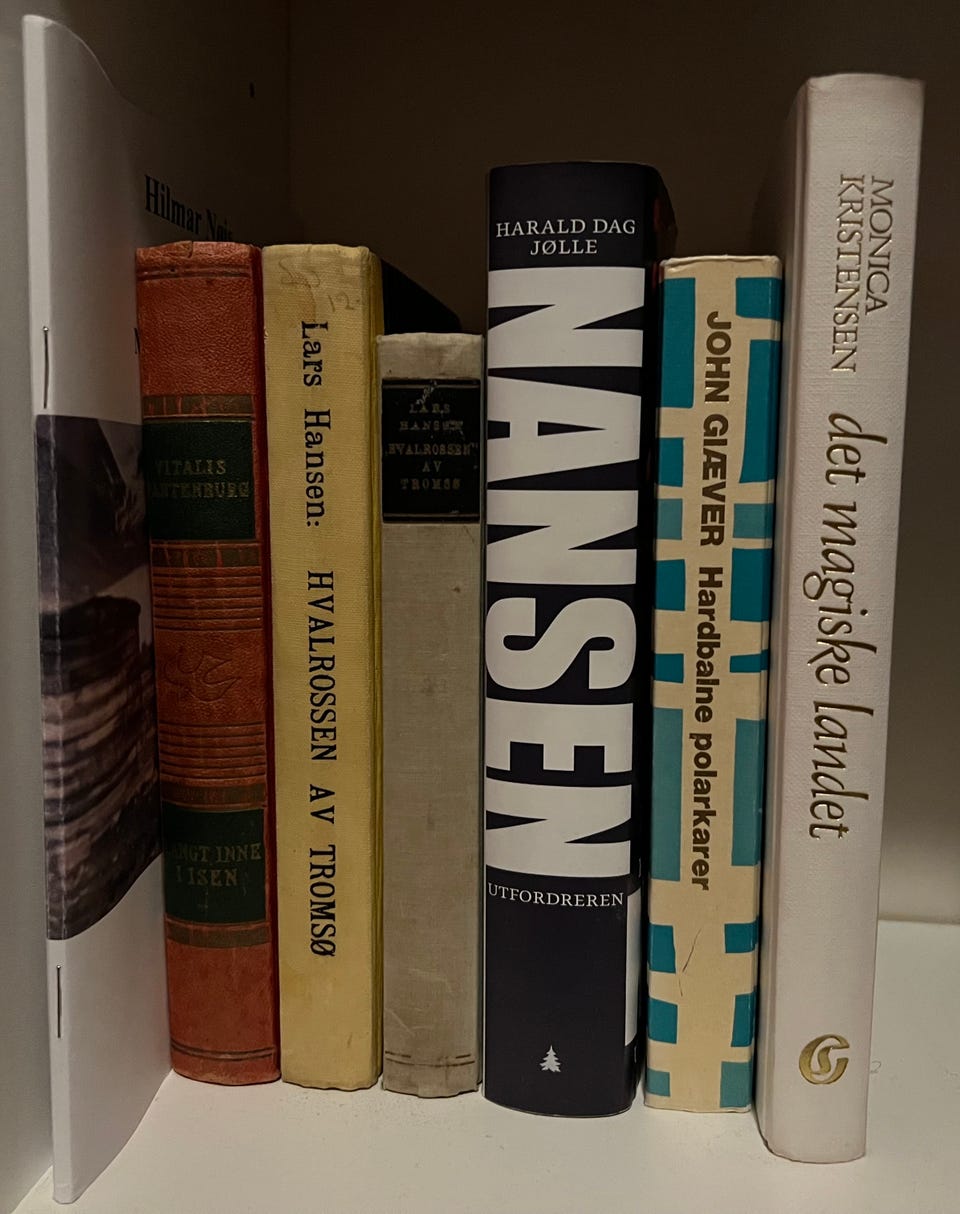 Hilmar
VITALIS
LANGT INNE
I ISEN
Lars Hansen: HVALROSSEN AV TROMSØ
LARS
HANSEN
"HVALROSSEN"
AV
TROMSØ
HARALD DAG
JØLLE
NANSEN
UTFORDREREN
JOHN GIÆVER Hardbalne polarkarer
MONICA
KRISTENSEN det magiske landet